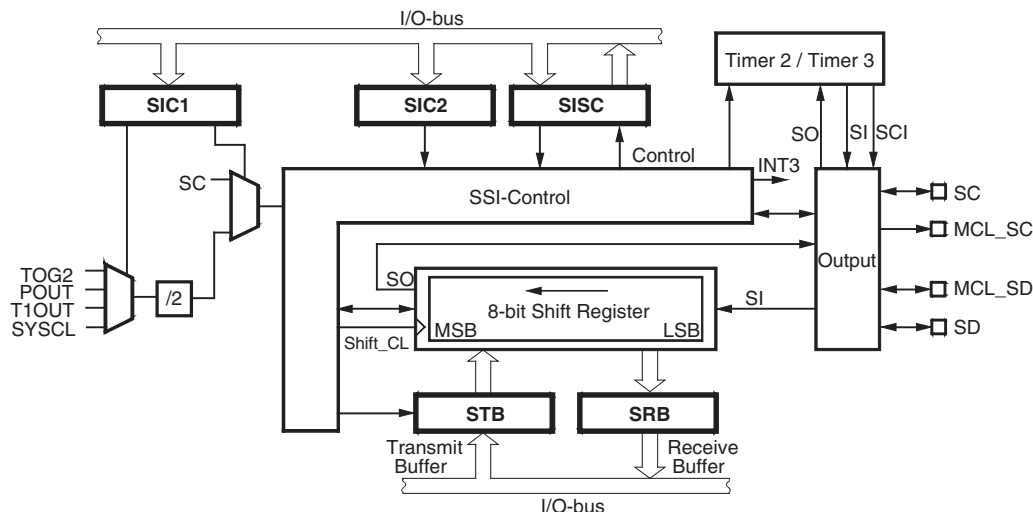 I/O-bus
Timer 2 / Timer 3
SIC1
SIC2
SISC
SO
SI
SCI
Control
INT3
SC
SSI-Control
SC
MCL_SC
Output
TOG2
POUT
T1OUT
SYSCL
/2
SO
8-bit Shift Register
MSB
LSB
SI
MCL_SD
SD
Shift_CL
STB
SRB
Transmit
Buffer
Receive
Buffer
I/O-bus